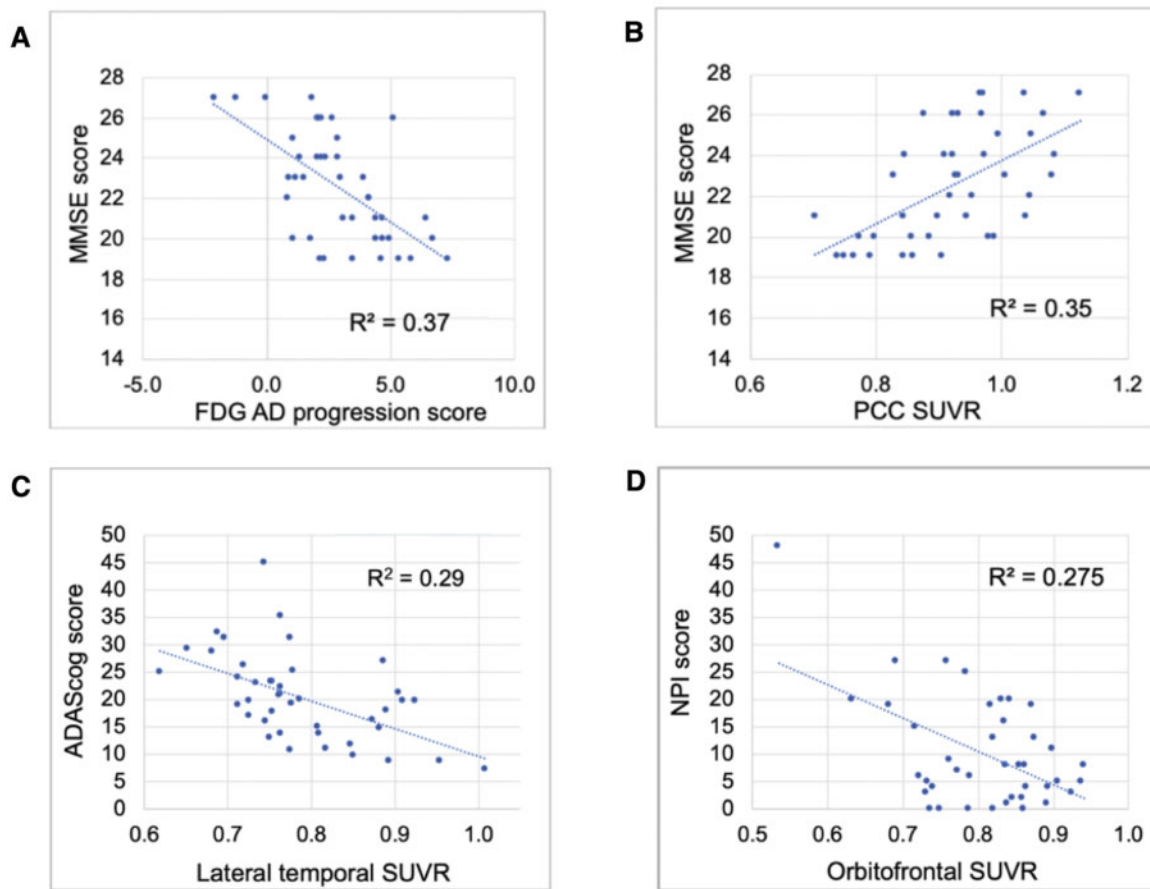 A
MMSE score
28
26
24
22
20
18
16
14
R² = 0.37
-5.0 0.0 5.0 10.0
FDG AD progression score
B
MMSE score
28
26
24
22
20
18
16
14
R² = 0.35
0.6 0.8 1.0 1.2
PCC SUVR
C
ADAScog score
50
45
40
35
30
25
20
15
10
5
0
R² = 0.29
0.6 0.7 0.8 0.9 1.0
Lateral temporal SUVR
D
NPI score
50
45
40
35
30
25
20
15
10
5
0
R² = 0.275
0.5 0.6 0.7 0.8 0.9 1.0
Orbitofrontal SUVR